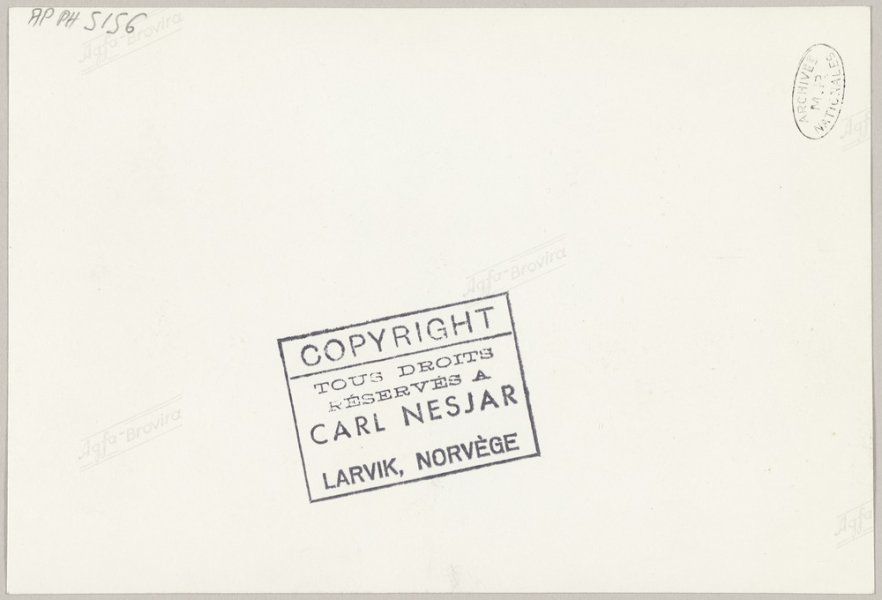 AP PH 5156
Agfa-Brovira
ARCHIVES
M.P.
NATIONALES
Agfa
Agfa-Brovira
COPYRIGHT
TOUS DROITS
RÉSERVÉS A
CARL NESJAR
LARVIK, NORVÈGE
Agfa-Brovira
Agfa